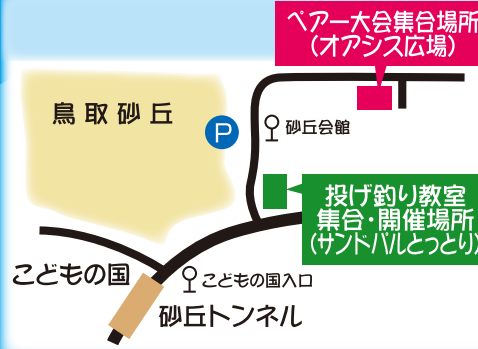 ペアー大会集合場所
(オアシス広場)
鳥取砂丘
P
砂丘会館
投げ釣り教室
集合・開催場所
(サンドパルとっとり)
こどもの国
こどもの国入口
砂丘トンネル